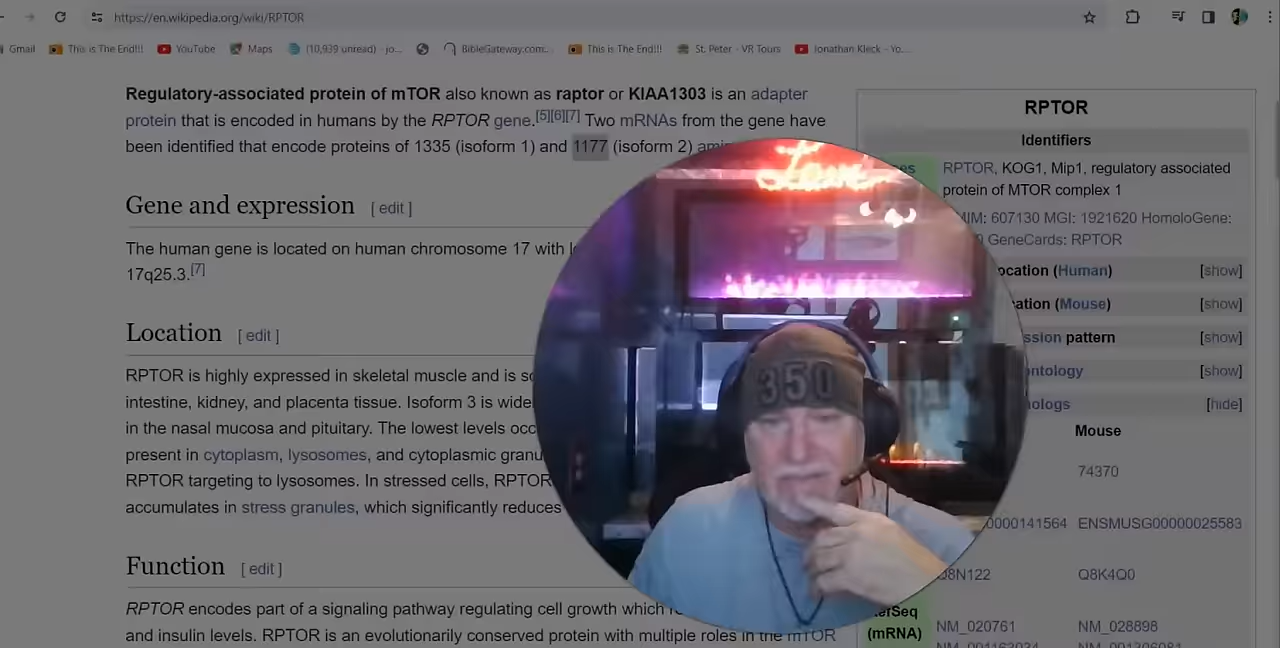 https://en.wikipedia.org/wiki/RPTOR
Gmail This is The End!!! YouTube Maps (10,939 unread) - jo... BibleGateway.com... This is The End!!! St. Peter - VR Tours Jonathan Kleck - Yo...
Regulatory-associated protein of mTOR also known as raptor or KIAA1303 is an adapter
protein that is encoded in humans by the RPTOR gene.[5][6][7] Two mRNAs from the gene have
been identified that encode proteins of 1335 (isoform 1) and 1177 (isoform 2)
Gene and expression [ edit ]
The human gene is located on human chromosome 17 with
17q25.3.[7]
Location [ edit ]
RPTOR is highly expressed in skeletal muscle and is
intestine, kidney, and placenta tissue. Isoform 3 is
in the nasal mucosa and pituitary. The lowest levels
present in cytoplasm, lysosomes, and cytoplasmic
RPTOR targeting to lysosomes. In stressed cells, RPTOR
accumulates in stress granules, which significantly reduces
Function [ edit ]
RPTOR encodes part of a signaling pathway regulating cell growth which
and insulin levels. RPTOR is an evolutionarily conserved protein with multiple roles in the mTOR
350
RPTOR
Identifiers
RPTOR, KOG1, Mip1, regulatory associated
protein of MTOR complex 1
607130 MGI: 1921620 HomoloGene:
GeneCards: RPTOR
(Human) [show]
(Mouse) [show]
pattern [show]
[show]
[hide]
Mouse
74370
0000141564 ENSMUSG00000025583
Q8K4Q0
(mRNA)
NM_020761 NM_028898